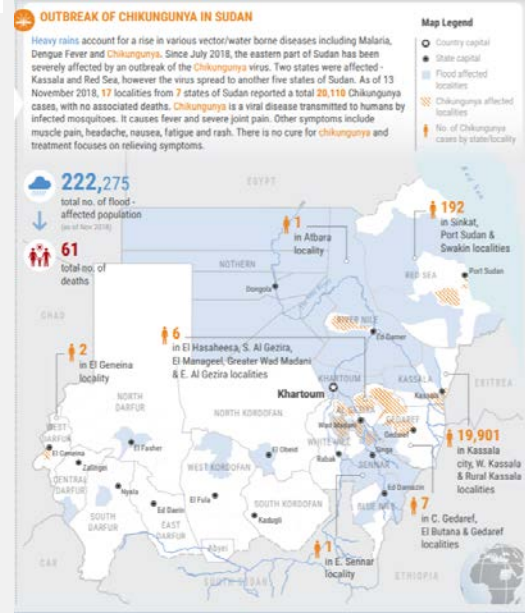 OUTBREAK OF CHIKUNGUNYA IN SUDAN
Heavy rains account for a rise in various vector/water borne diseases including Malaria,
Dengue Fever and Chikungunya. Since July 2018, the eastern part of Sudan has been
severely affected by an outbreak of the Chikungunya virus. Two states were affected -
Kassala and Red Sea, however the virus spread to another five states of Sudan. As of 13
November 2018, 17 localities from 7 states of Sudan reported a total 20,110 Chikungunya
cases, with no associated deaths. Chikungunya is a viral disease transmitted to humans by
infected mosquitoes. It causes fever and severe joint pain. Other symptoms include
muscle pain, headache, nausea, fatigue and rash. There is no cure for chikungunya and
treatment focuses on relieving symptoms.
Map Legend
Country capital
State capital
Flood affected
localities
Chikungunya affected
localities
No. of Chikungunya
cases by state/locality
222,275
total no. of flood -
affected population
(as of Nov 2018)
61
total no. of
deaths
EGYPT
Red Sea
1
in Atbara
locality
192
in Sinkat,
Port Sudan &
Swakin localities
NOTHERN
RED SEA
Port Sudan
Dongola
CHAD
RIVER NILE
Ed Damer
2
in El Geneina
locality
6
in El Hasaheesa, S. Al Gezira,
El Manageel, Greater Wad Madani
& E. Al Gezira localities
KHARTOUM
KASSALA
ERITREA
Khartoum
Kassala
NORTH
DARFUR
NORTH KORDOFAN
AL GEZIRA
Wad Madani
GEDAREF
Gedaref
19,901
in Kassala
city, W. Kassala
& Rural Kassala
localities
WEST
DARFUR
El Geneina
El Fasher
El Obeid
WHITE NILE
Rabak
Singa
SENNAR
Zalingei
CENTRAL
DARFUR
WEST KORDOFAN
Nyala
El Fula
Ed Damazin
7
in C. Gedaref,
El Butana & Gedaref
localities
SOUTH
DARFUR
Ed Daein
EAST
DARFUR
SOUTH KORDOFAN
Kadugli
BLUE NILE
Abyei
1
in E. Sennar
locality
CAR
SOUTH SUDAN
ETHIOPIA